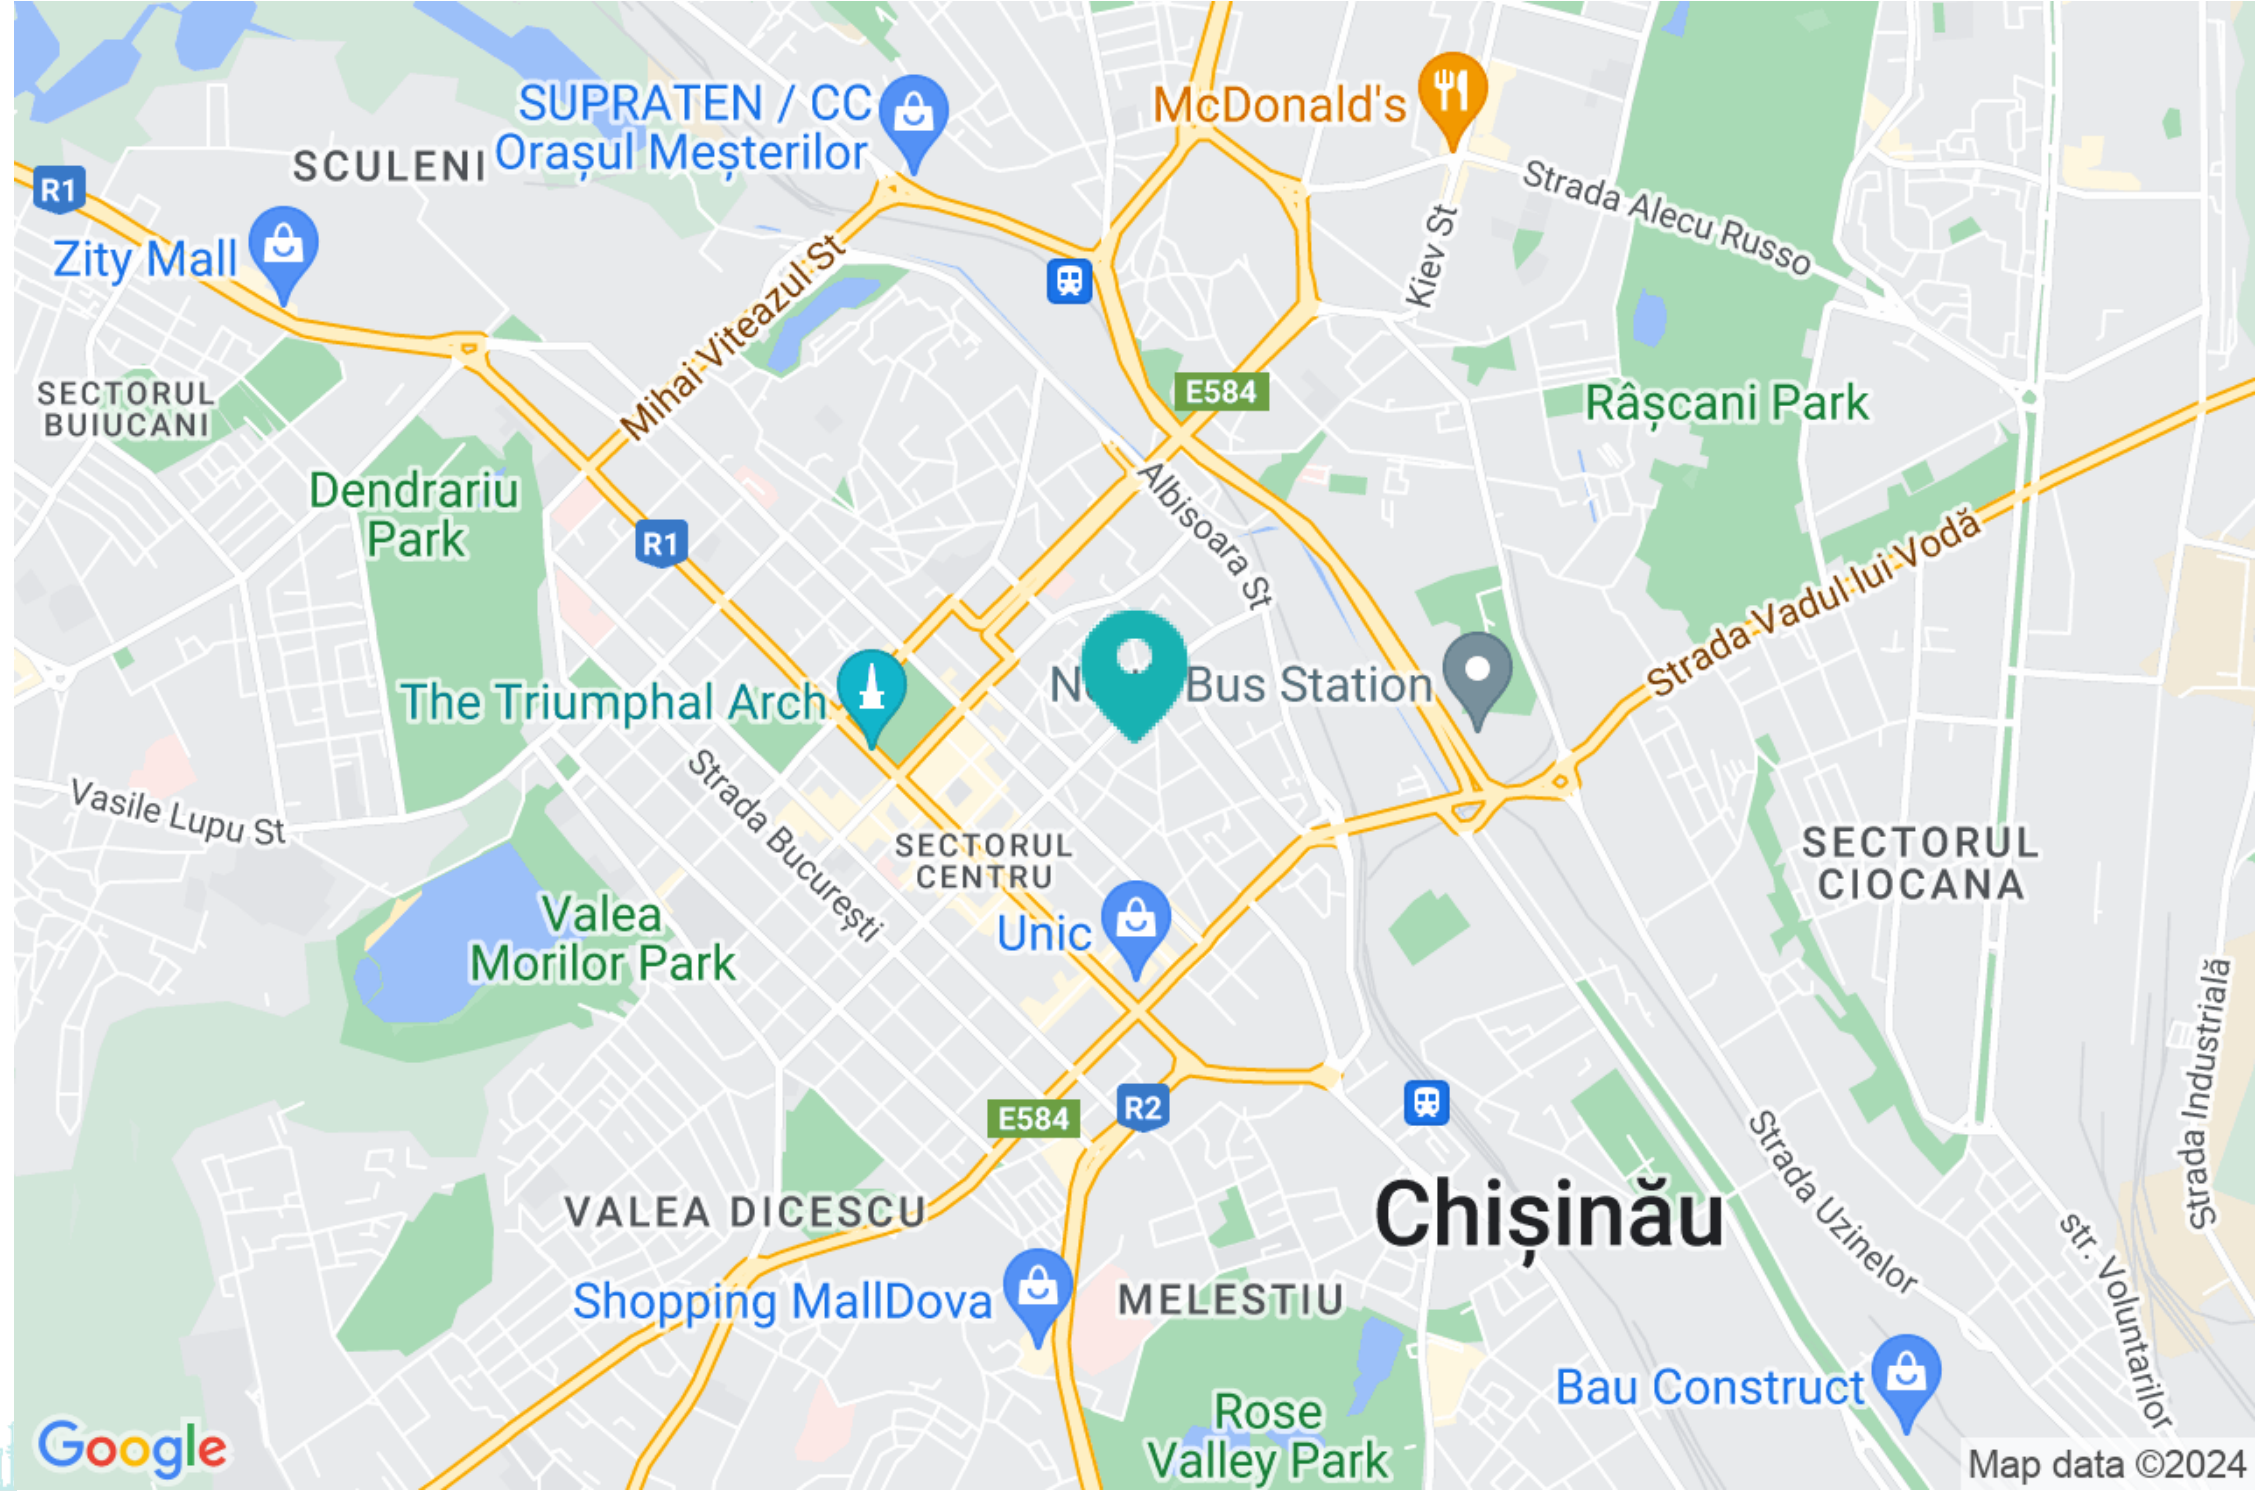 SUPRATEN / CC
Orașul Meșterilor
McDonald's
SCULENI
R1
Strada Alecu Russo
Zity Mall
Kiev St
Mihai Viteazul St
SECTORUL
BUIUCANI
E584
Râșcani Park
Dendrariu
Park
R1
Albisoara St
Strada Vadul lui Vodă
The Triumphal Arch
Bus Station
Vasile Lupu St
Strada București
SECTORUL
CENTRU
SECTORUL
CIOCANA
Valea
Morilor Park
Unic
Strada Industrială
E584
R2
Strada Uzinelor
VALEA DICESCU
Chișinău
str. Voluntarilor
Shopping MallDova
MELESTIU
Bau Construct
Rose
Valley Park
Google
Map data ©2024